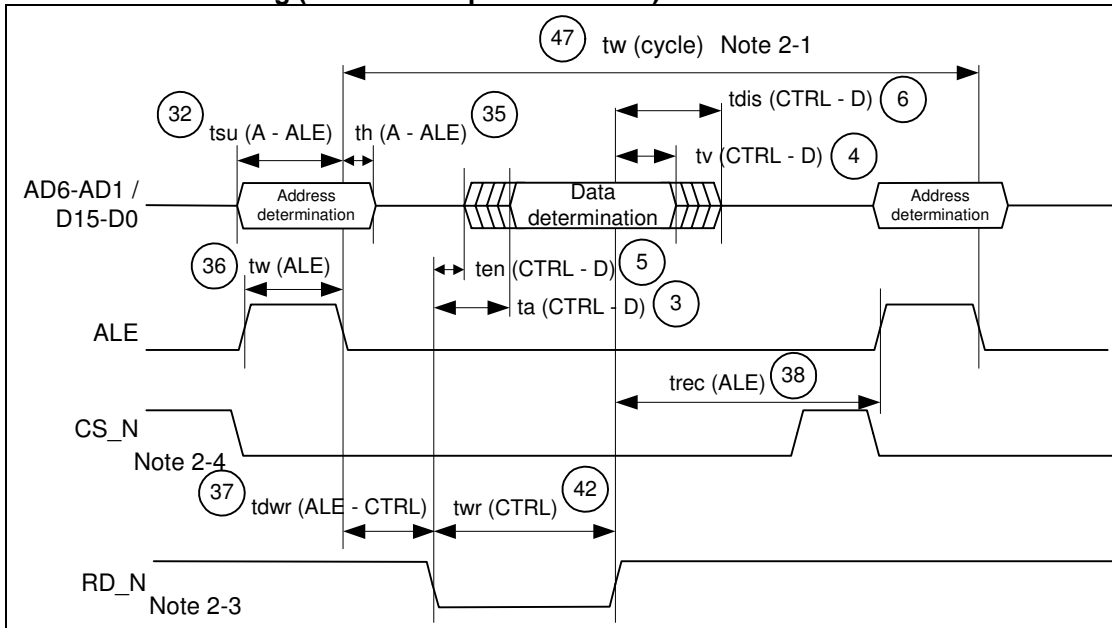 47 tw (cycle) Note 2-1
tdis (CTRL - D) 6
32 tsu (A - ALE) th (A - ALE) 35
tv (CTRL - D) 4
AD6-AD1 /
D15-D0
Address
determination
Data
determination
Address
determination
36 tw (ALE)
ten (CTRL - D) 5
ta (CTRL - D) 3
ALE
trec (ALE) 38
CS_N
Note 2-4
37 tdwr (ALE - CTRL) twr (CTRL) 42
RD_N
Note 2-3